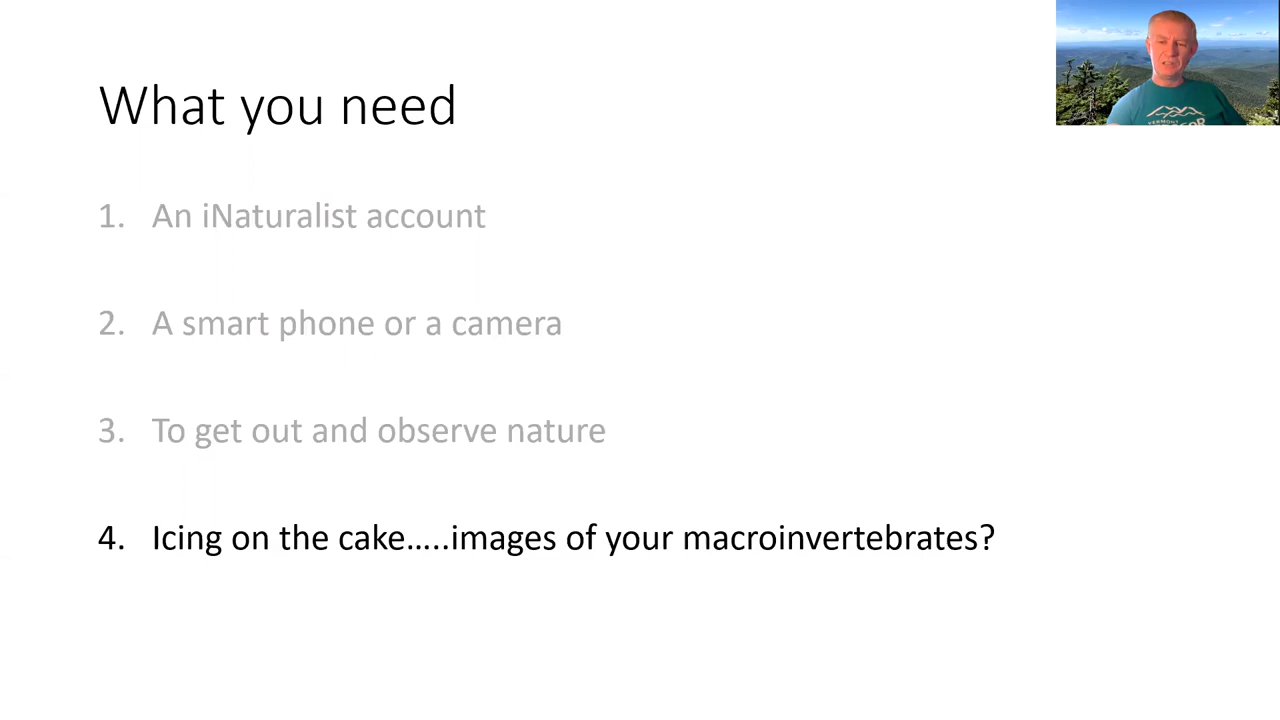 What you need
1. An iNaturalist account
2. A smart phone or a camera
3. To get out and observe nature
4. Icing on the cake…..images of your macroinvertebrates?
VERMONT